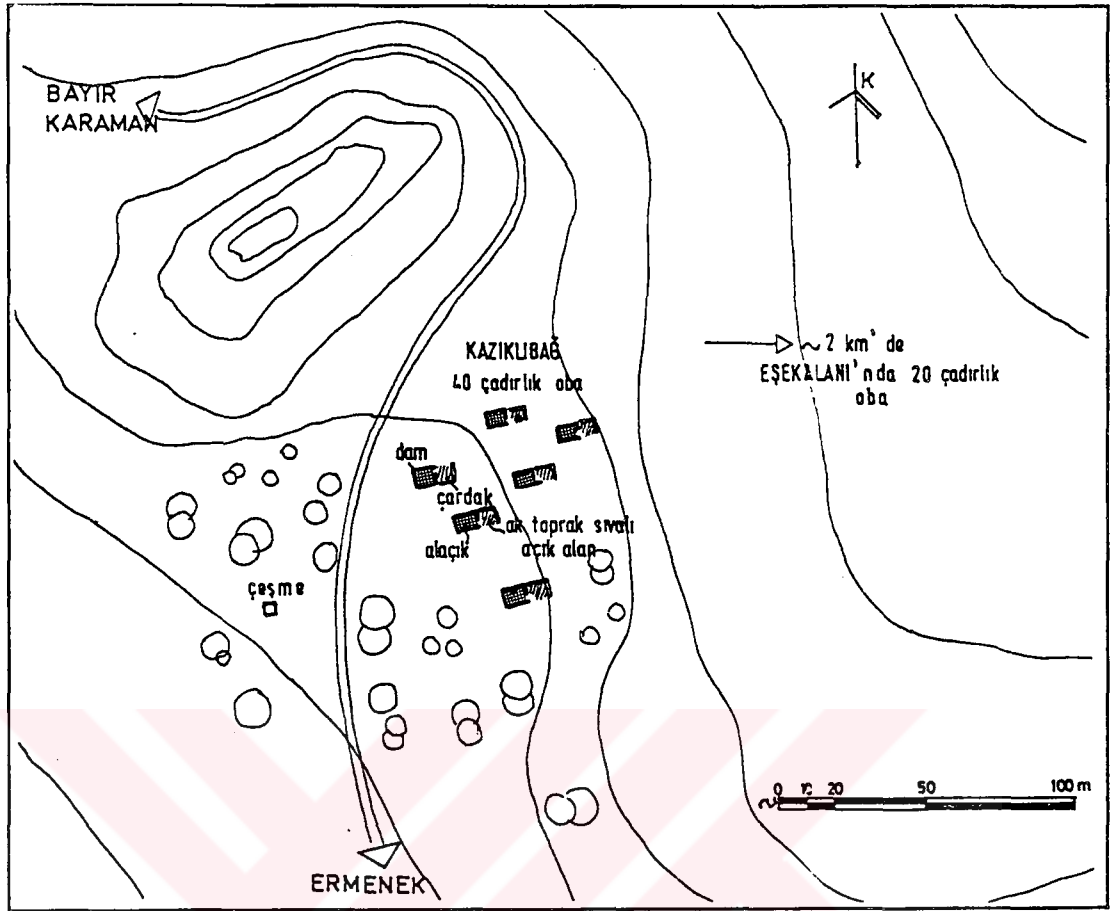 BAYIR
KARAMAN
K
KAZIKLIBAĞ
40 çadırlık oba
~ 2 km' de
EŞEKALANI'nda 20 çadırlık
oba
dam
çardak
alaçık
ak toprak sıvalı
açık alan
çeşme
~ 0 10 20 50 100 m
ERMENEK